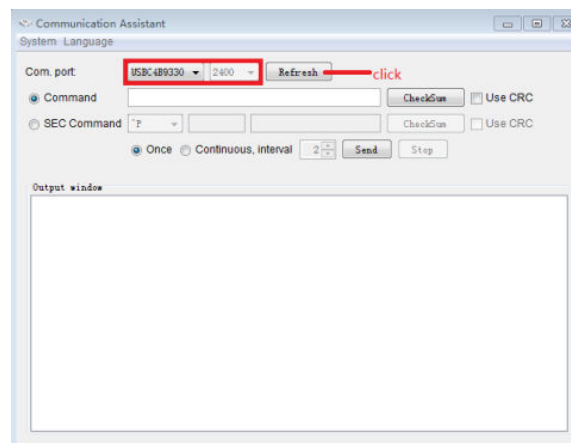 Communication Assistant
System Language
Com. port: USBC4B9330 2400 Refresh click
Command CheckSum Use CRC
SEC Command ^P CheckSum Use CRC
Once Continuous, interval 2 Send Stop
Output window